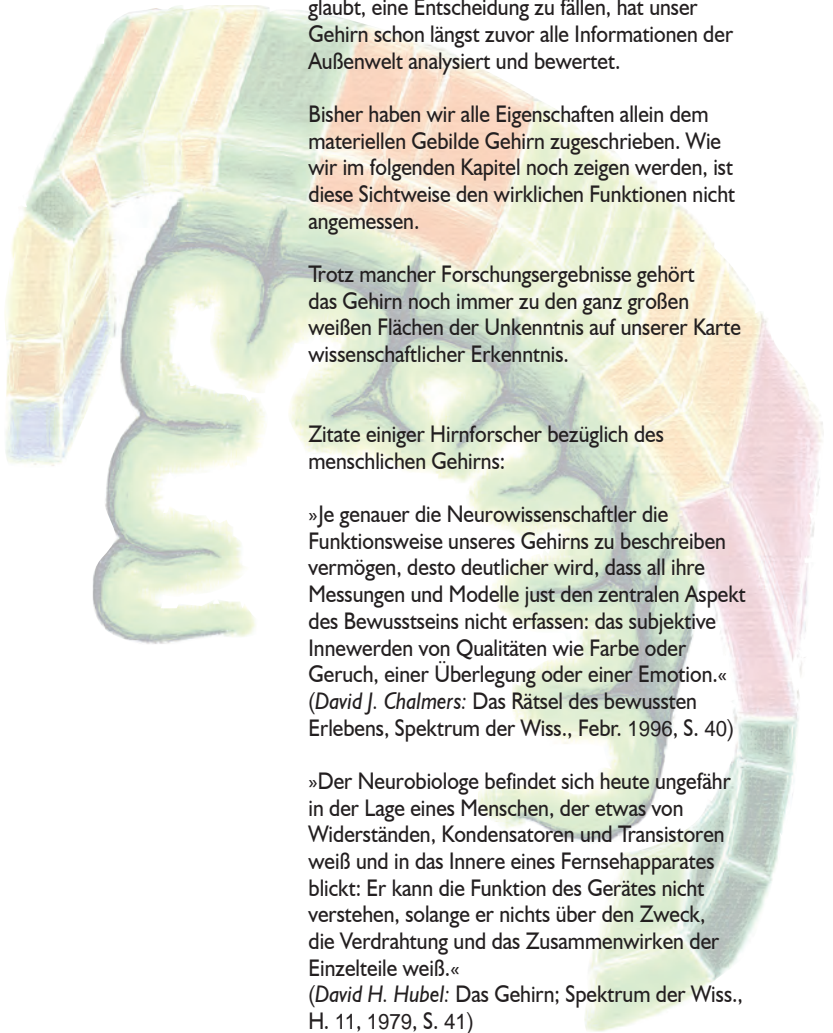 glaubt, eine Entscheidung zu fällen, hat unser
Gehirn schon längst zuvor alle Informationen der
Außenwelt analysiert und bewertet.
Bisher haben wir alle Eigenschaften allein dem
materiellen Gebilde Gehirn zugeschrieben. Wie
wir im folgenden Kapitel noch zeigen werden, ist
diese Sichtweise den wirklichen Funktionen nicht
angemessen.
Trotz mancher Forschungsergebnisse gehört
das Gehirn noch immer zu den ganz großen
weißen Flächen der Unkenntnis auf unserer Karte
wissenschaftlicher Erkenntnis.
Zitate einiger Hirnforscher bezüglich des
menschlichen Gehirns:
»Je genauer die Neurowissenschaftler die
Funktionsweise unseres Gehirns zu beschreiben
vermögen, desto deutlicher wird, dass all ihre
Messungen und Modelle just den zentralen Aspekt
des Bewusstseins nicht erfassen: das subjektive
Innewerden von Qualitäten wie Farbe oder
Geruch, einer Überlegung oder einer Emotion.«
(David J. Chalmers: Das Rätsel des bewussten
Erlebens, Spektrum der Wiss., Febr. 1996, S. 40)
»Der Neurobiologe befindet sich heute ungefähr
in der Lage eines Menschen, der etwas von
Widerständen, Kondensatoren und Transistoren
weiß und in das Innere eines Fernsehapparates
blickt: Er kann die Funktion des Gerätes nicht
verstehen, solange er nichts über den Zweck,
die Verdrahtung und das Zusammenwirken der
Einzelteile weiß.«
(David H. Hubel: Das Gehirn; Spektrum der Wiss.,
H. 11, 1979, S. 41)